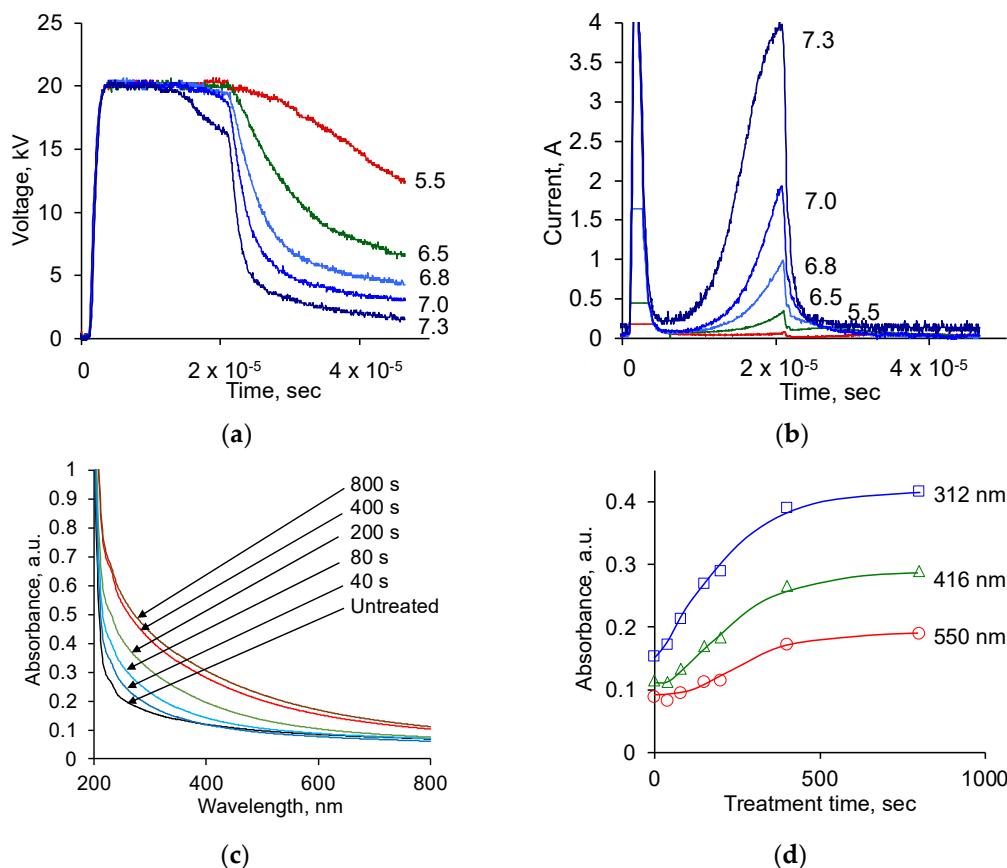 25
20
15
10
5
0
Voltage, kV
5.5
6.5
6.8
7.0
7.3
0
2 x 10-5
4 x 10-5
Time, sec
(a)
4
3.5
3
2.5
2
1.5
1
0.5
0
Current, A
7.3
7.0
6.8
6.5
5.5
0
2 x 10-5
4 x 10-5
Time, sec
(b)
1
0.9
0.8
0.7
0.6
0.5
0.4
0.3
0.2
0.1
0
Absorbance, a.u.
800 s
400 s
200 s
80 s
40 s
Untreated
200
400
600
800
Wavelength, nm
(c)
0.4
0.3
0.2
0.1
0
Absorbance, a.u.
312 nm
416 nm
550 nm
0
500
1000
Treatment time, sec
(d)